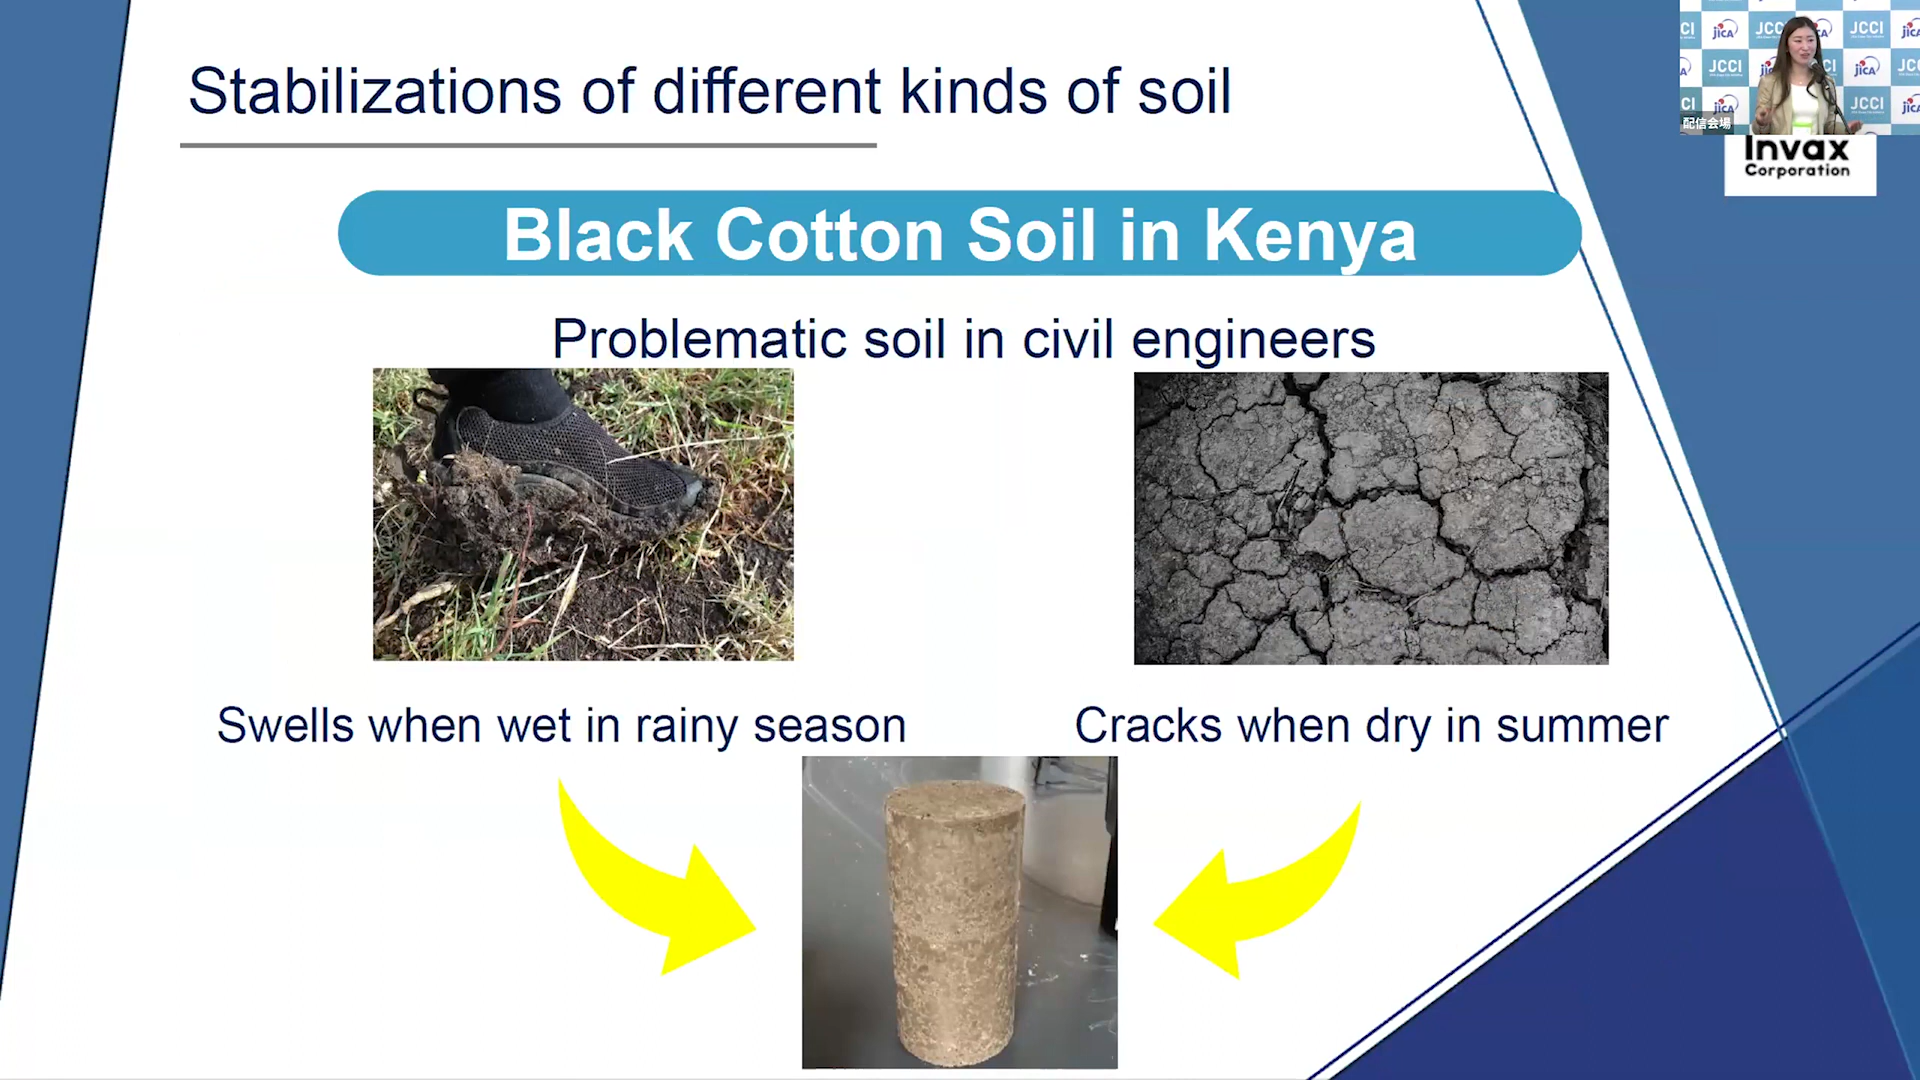 Stabilizations of different kinds of soil
JCCI
JICA
配信会場
Invax
Corporation
Black Cotton Soil in Kenya
Problematic soil in civil engineers
Swells when wet in rainy season
Cracks when dry in summer